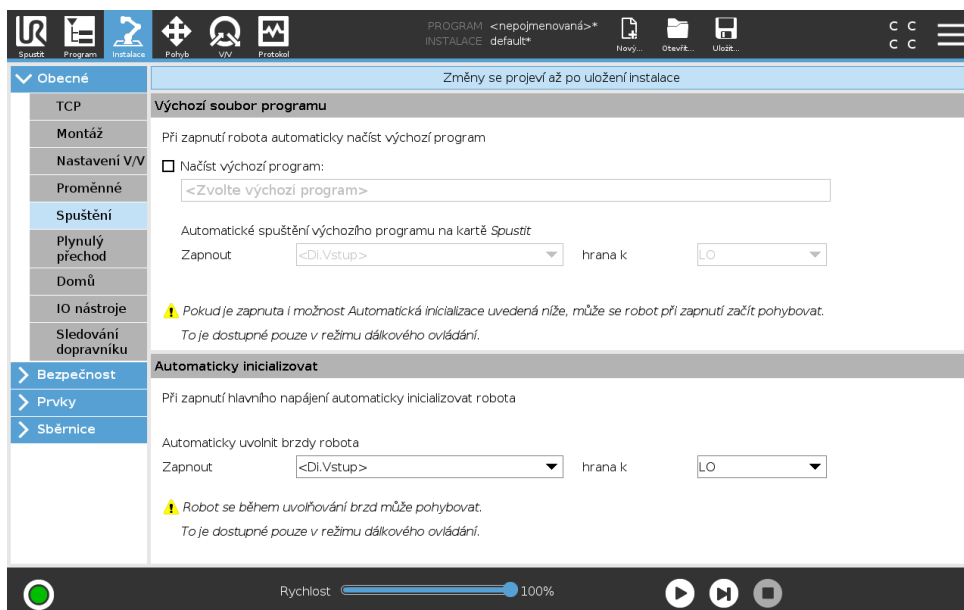 UR
PROGRAM <nepojmenovaná>*
INSTALACE default*
C C
C C
Spustit Program Instalace Pohyb V/V Protokol Nový... Otevřít... Uložit...
Obecné
TCP
Montáž
Nastavení V/V
Proměnné
Spuštění
Plynulý
přechod
Domů
IO nástroje
Sledování
dopravníku
Bezpečnost
Prvky
Sběrnice
Změny se projeví až po uložení instalace
Výchozí soubor programu
Při zapnutí robota automaticky načíst výchozí program
Načíst výchozí program:
<Zvolte výchozí program>
Automatické spuštění výchozího programu na kartě Spustit
Zapnout <Di.Vstup> hrana k LO
Pokud je zapnuta i možnost Automatická inicializace uvedená níže, může se robot při zapnutí začít pohybovat.
To je dostupné pouze v režimu dálkového ovládání.
Automaticky inicializovat
Při zapnutí hlavního napájení automaticky inicializovat robota
Automaticky uvolnit brzdy robota
Zapnout <Di.Vstup> hrana k LO
Robot se během uvolňování brzd může pohybovat.
To je dostupné pouze v režimu dálkového ovládání.
Rychlost 100%